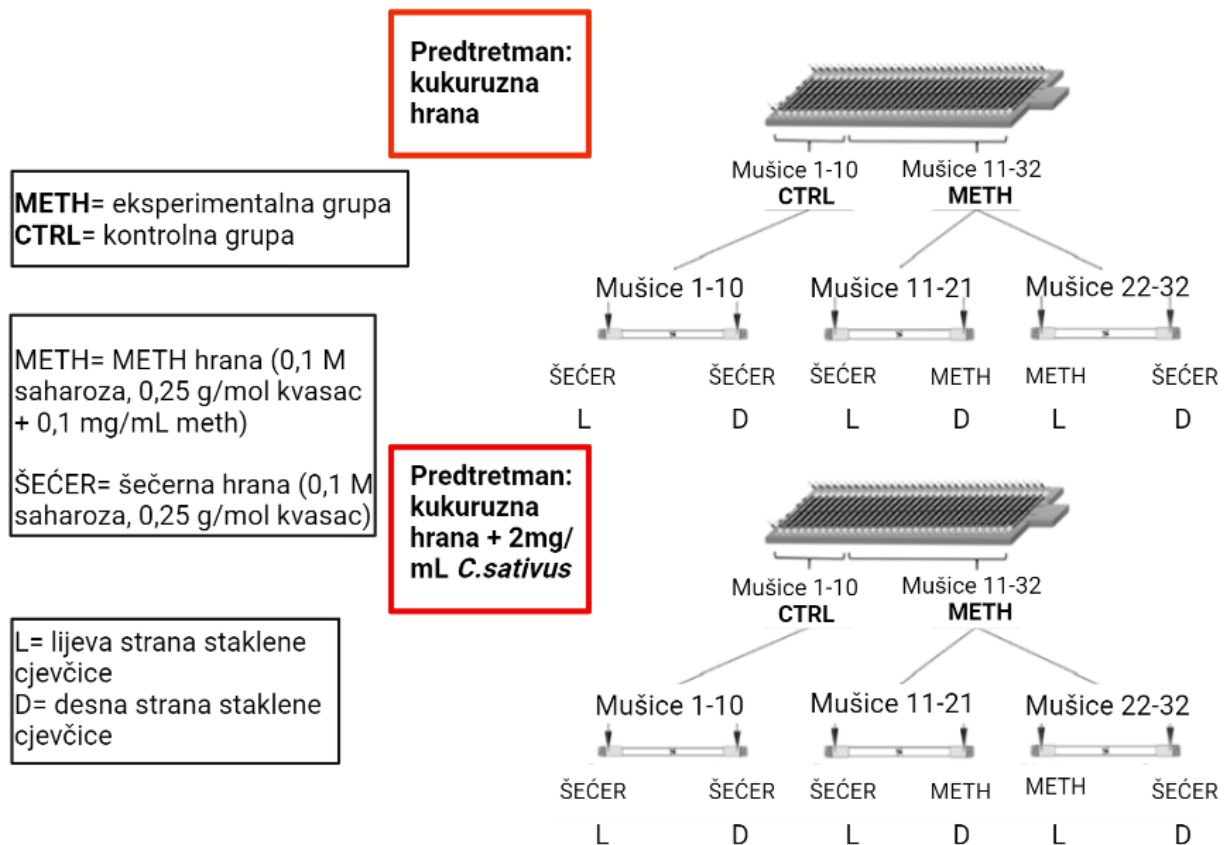 Predtretman:
kukuruzna
hrana
Mušice 1-10
CTRL
Mušice 11-32
METH
METH= eksperimentalna grupa
CTRL= kontrolna grupa
Mušice 1-10
Mušice 11-21
Mušice 22-32
ŠEĆER
ŠEĆER
ŠEĆER
METH
METH
ŠEĆER
L
D
L
D
L
D
METH= METH hrana (0,1 M
saharoza, 0,25 g/mol kvasac
+ 0,1 mg/mL meth)
ŠEĆER= šečerna hrana (0,1 M
saharoza, 0,25 g/mol kvasac)
Predtretman:
kukuruzna
hrana + 2mg/
mL C.sativus
Mušice 1-10
CTRL
Mušice 11-32
METH
L= lijeva strana staklene
cjevčice
D= desna strana staklene
cjevčice
Mušice 1-10
Mušice 11-21
Mušice 22-32
ŠEĆER
ŠEĆER
ŠEĆER
METH
METH
ŠEĆER
L
D
L
D
L
D